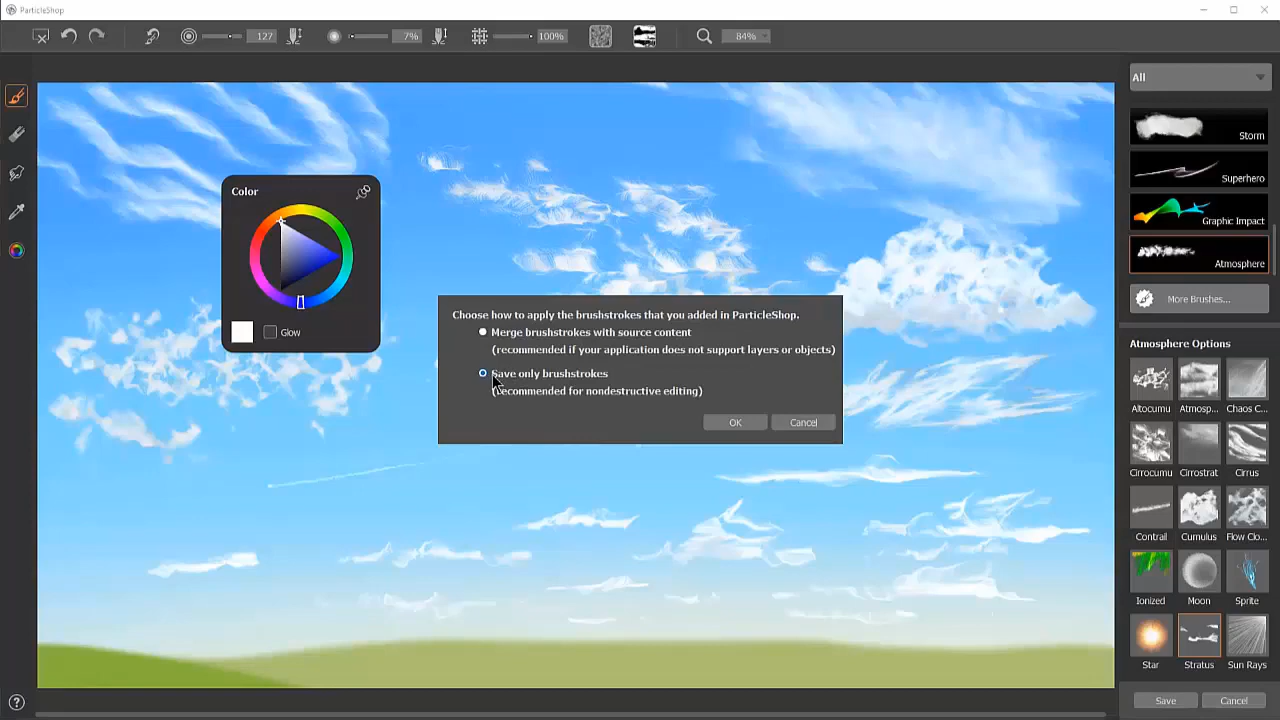 ParticleShop
127
7%
100%
84%
All
Storm
Superhero
Graphic Impact
Atmosphere
More Brushes...
Color
Glow
Choose how to apply the brushstrokes that you added in ParticleShop.
Merge brushstrokes with source content
(recommended if your application does not support layers or objects)
Save only brushstrokes
(recommended for nondestructive editing)
OK Cancel
Atmosphere Options
Altocumu Atmosp... Chaos C...
Cirrocumu Cirrostrat Cirrus
Contrail Cumulus Flow Clo...
Ionized Moon Sprite
Star Stratus Sun Rays
Save Cancel